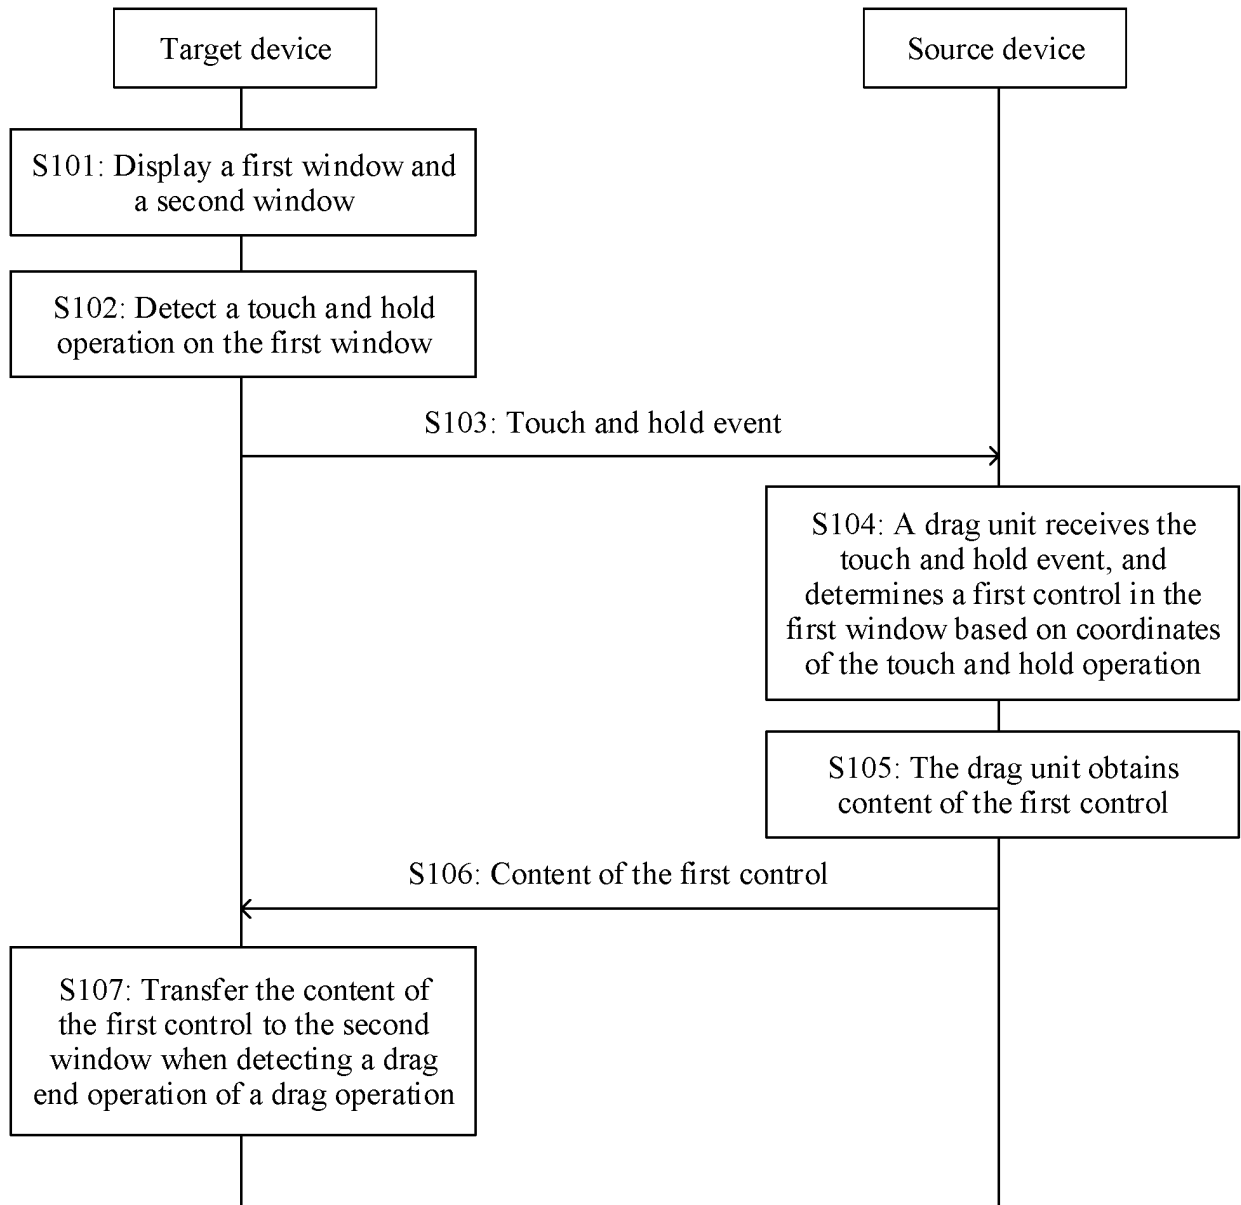 Target device
Source device
S101: Display a first window and
a second window
S102: Detect a touch and hold
operation on the first window
S103: Touch and hold event
S104: A drag unit receives the
touch and hold event, and
determines a first control in the
first window based on coordinates
of the touch and hold operation
S105: The drag unit obtains
content of the first control
S106: Content of the first control
S107: Transfer the content of
the first control to the second
window when detecting a drag
end operation of a drag operation